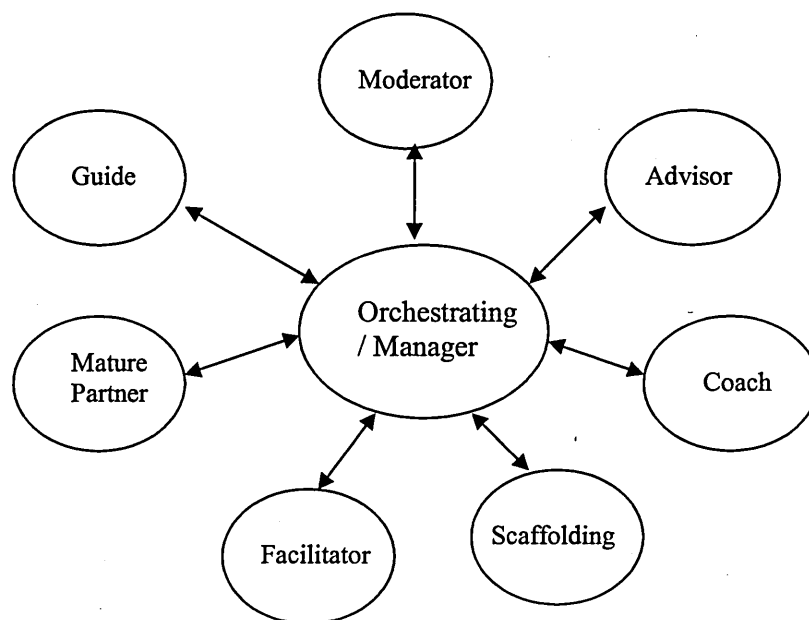 Moderator
Guide
Advisor
Orchestrating
/ Manager
Mature
Partner
Coach
Scaffolding
Facilitator